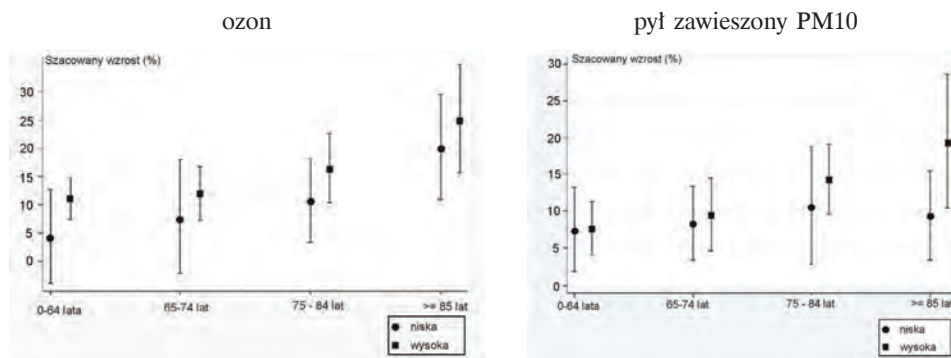 ozon
Szacowany wzrost (%)
30
25
20
15
10
5
0
0-64 lata
65-74 lat
75 - 84 lat
>= 85 lat
niska
wysoka
pył zawieszony PM10
Szacowany wzrost (%)
30
25
20
15
10
5
0
0-64 lata
65-74 lat
75 - 84 lat
>= 85 lat
niska
wysoka